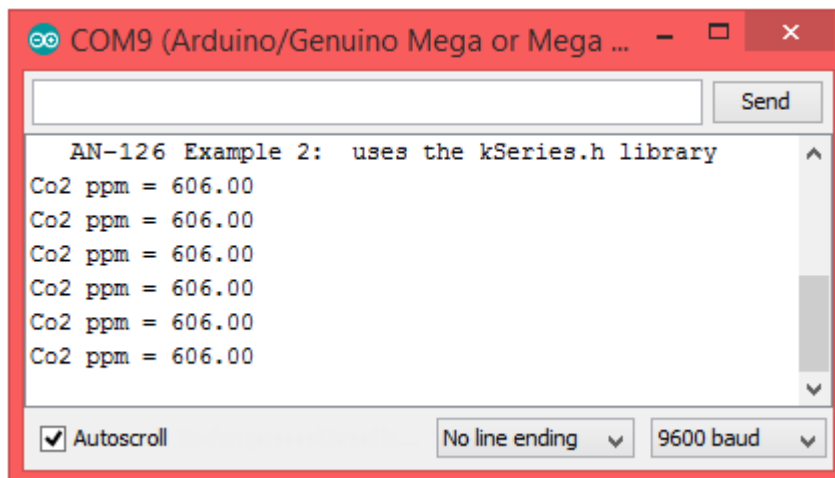 COM9 (Arduino/Genuino Mega or Mega ...
Send
AN-126 Example 2:  uses the kSeries.h library
Co2 ppm = 606.00
Co2 ppm = 606.00
Co2 ppm = 606.00
Co2 ppm = 606.00
Co2 ppm = 606.00
Co2 ppm = 606.00
Autoscroll No line ending 9600 baud